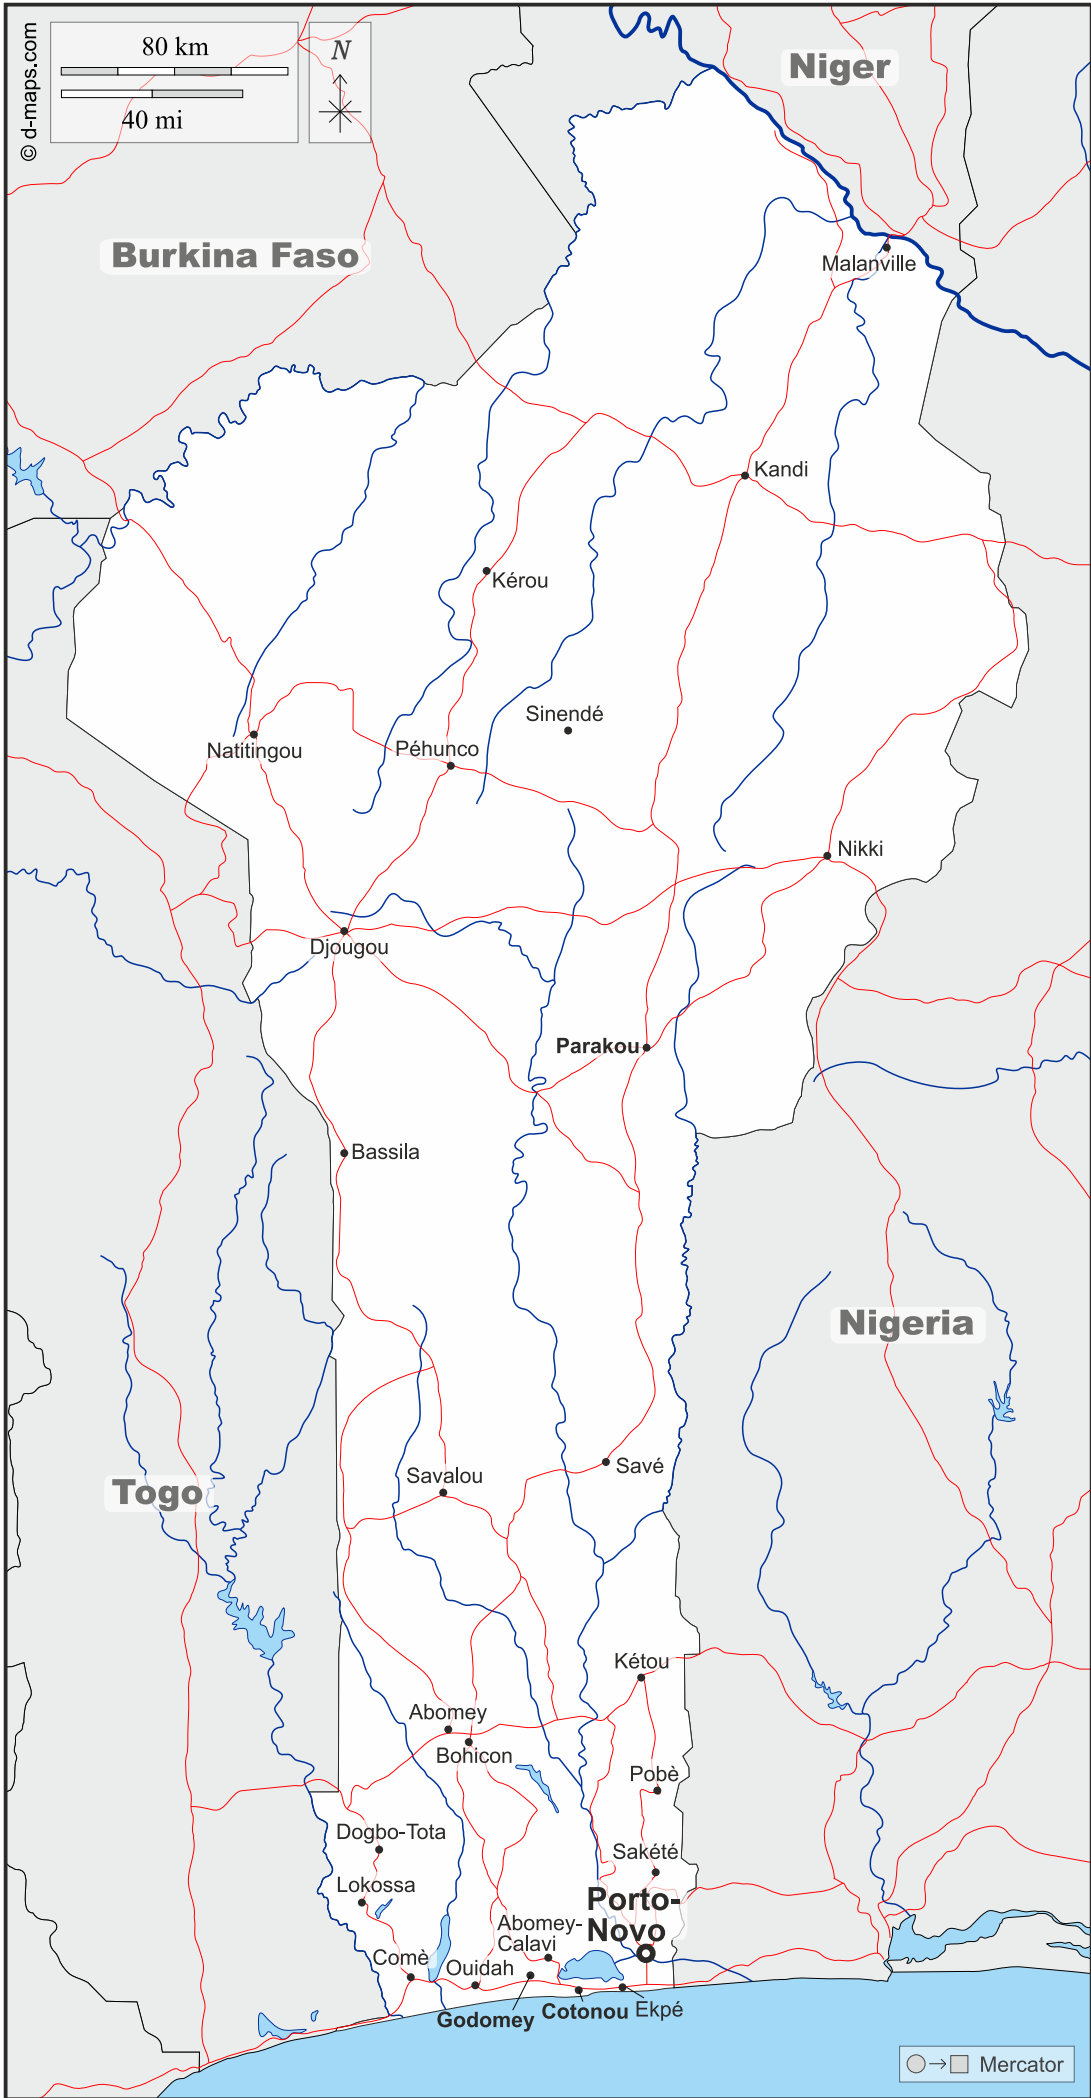 80 km
40 mi
N
© d-maps.com
Niger
Burkina Faso
Malanville
Kandi
Kérou
Sinendé
Natitingou
Péhunco
Nikki
Djougou
Parakou
Bassila
Nigeria
Togo
Savalou
Savé
Kétou
Abomey
Bohicon
Pobè
Dogbo-Tota
Sakété
Lokossa
Porto-
Novo
Abomey-
Calavi
Comè
Ouidah
Godomey
Cotonou
Ekpé
Mercator